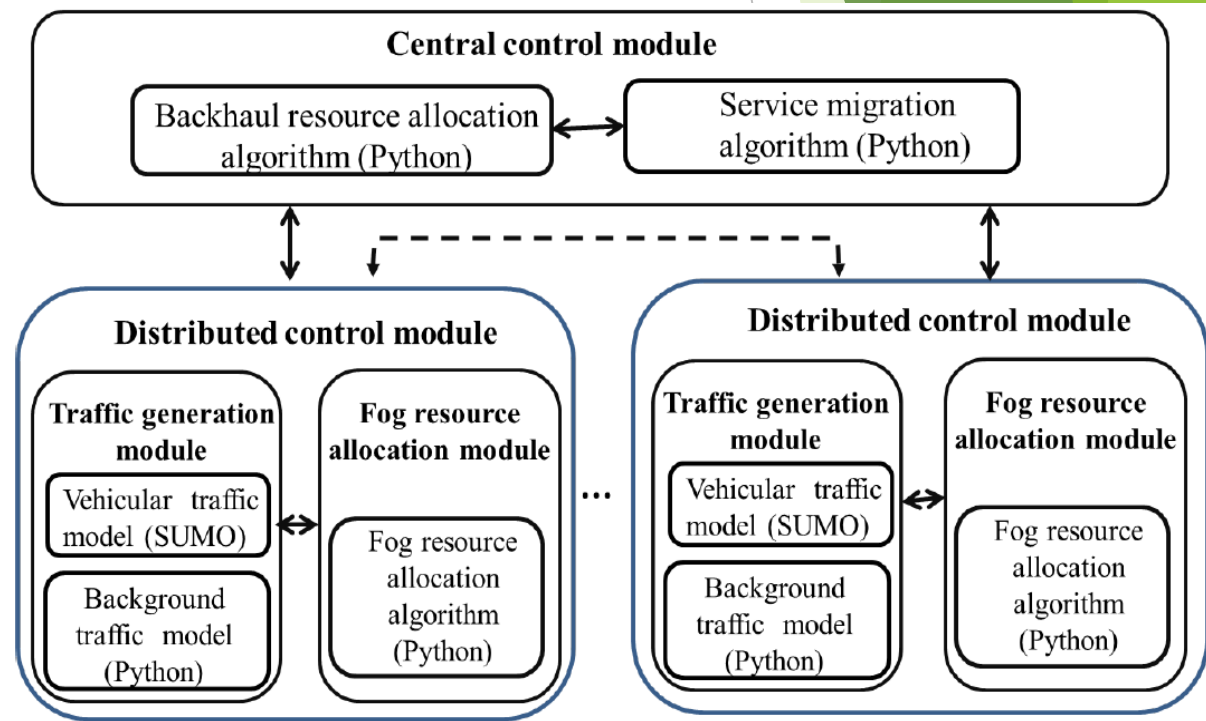 Central control module
Backhaul resource allocation
algorithm (Python)
Service migration
algorithm (Python)
Distributed control module
Traffic generation
module
Vehicular traffic
model (SUMO)
Background
traffic model
(Python)
Fog resource
allocation module
Fog resource
allocation
algorithm
(Python)
...
Distributed control module
Traffic generation
module
Vehicular traffic
model (SUMO)
Background
traffic model
(Python)
Fog resource
allocation module
Fog resource
allocation
algorithm
(Python)